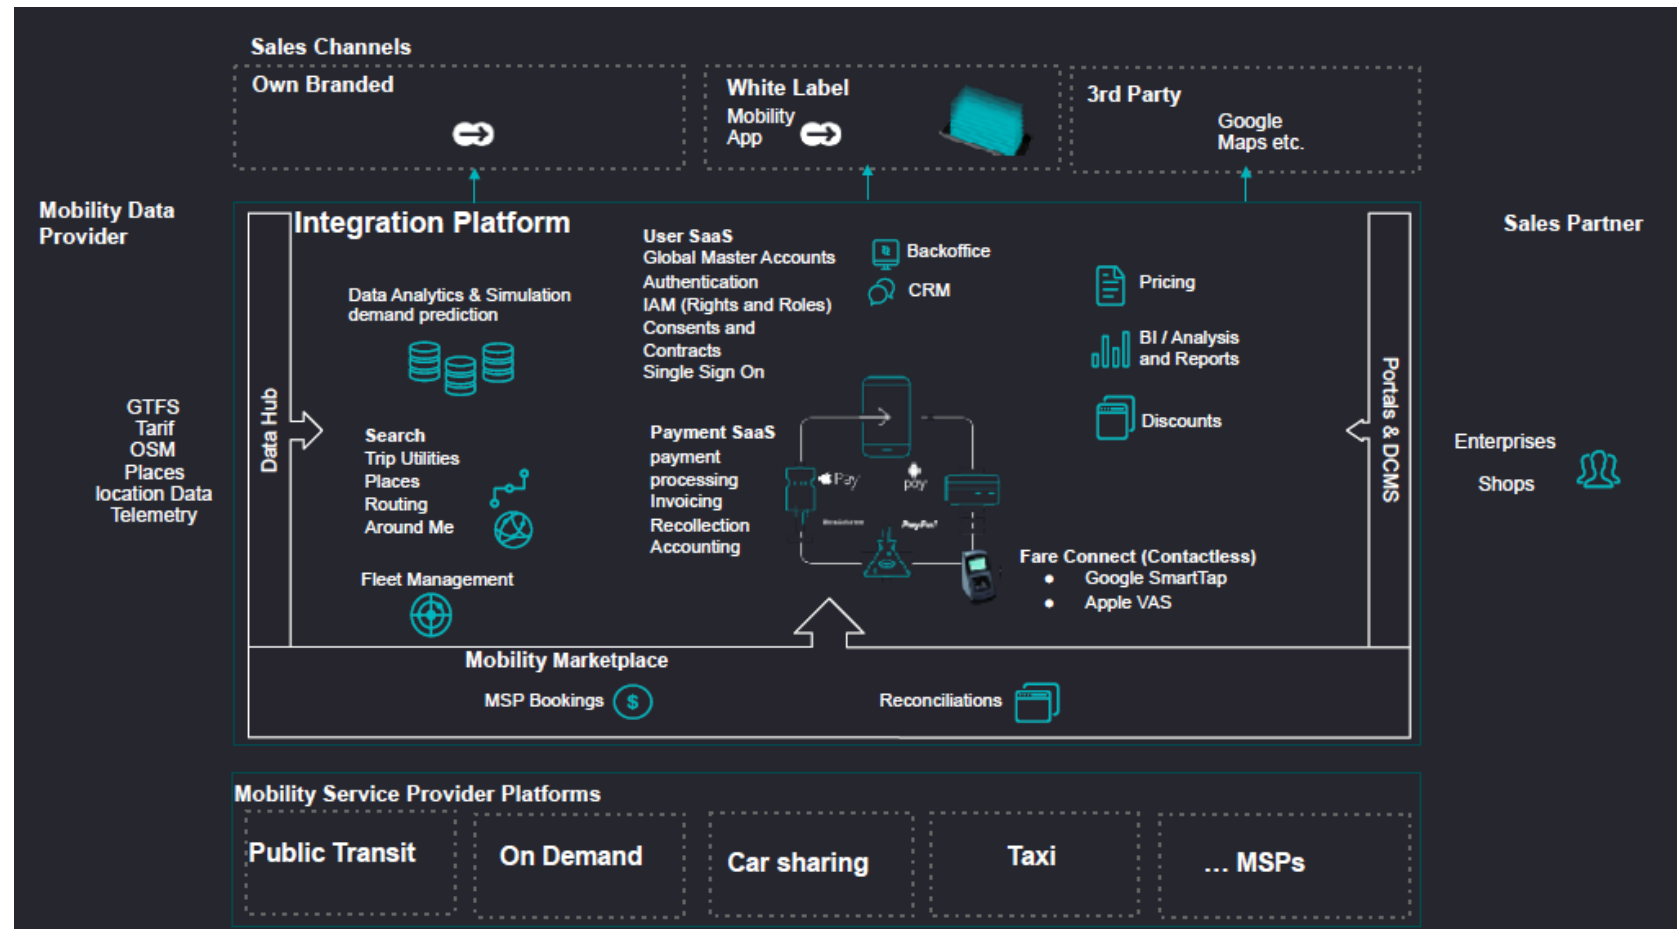 Sales Channels
Own Branded
White Label
Mobility
App
3rd Party
Google
Maps etc.
Mobility Data
Provider
Sales Partner
Integration Platform
Data Hub
Data Analytics & Simulation
demand prediction
Search
Trip Utilities
Places
Routing
Around Me
Fleet Management
User SaaS
Global Master Accounts
Authentication
IAM (Rights and Roles)
Consents and
Contracts
Single Sign On
Backoffice
CRM
Payment SaaS
payment
processing
Invoicing
Recollection
Accounting
Pay
pay
PayPal
Pricing
BI / Analysis
and Reports
Discounts
Fare Connect (Contactless)
● Google SmartTap
● Apple VAS
Portals & DCMS
GTFS
Tarif
OSM
Places
location Data
Telemetry
Enterprises
Shops
Mobility Marketplace
MSP Bookings
$
Reconciliations
Mobility Service Provider Platforms
Public Transit
On Demand
Car sharing
Taxi
... MSPs